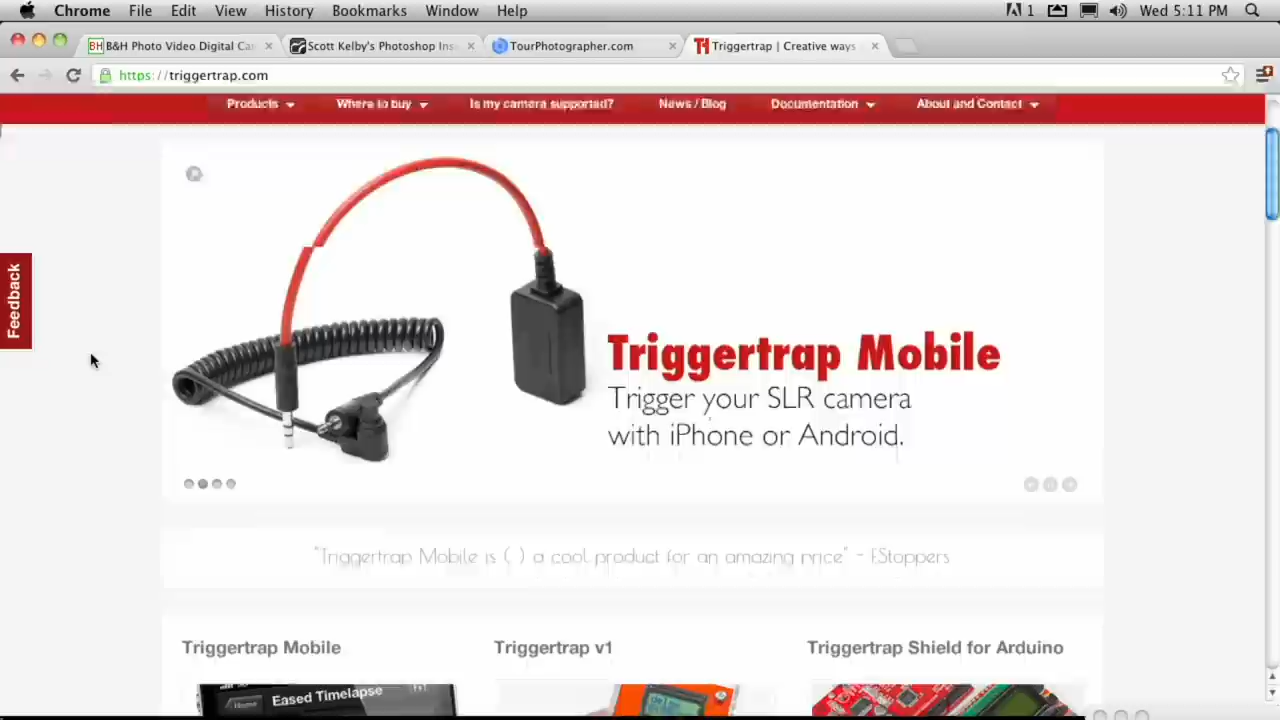 Chrome File Edit View History Bookmarks Window Help 1 Wed 5:11 PM
B&H Photo Video Digital Ca Scott Kelby's Photoshop Ins TourPhotographer.com Triggertrap | Creative ways
https://triggertrap.com
Products Where to buy Is my camera supported? News / Blog Documentation About and Contact
Feedback
Triggertrap Mobile
Trigger your SLR camera
with iPhone or Android.
"Triggertrap Mobile is ( ) a cool product for an amazing price" - FStoppers
Triggertrap Mobile Triggertrap v1 Triggertrap Shield for Arduino
Home Eased Timelapse